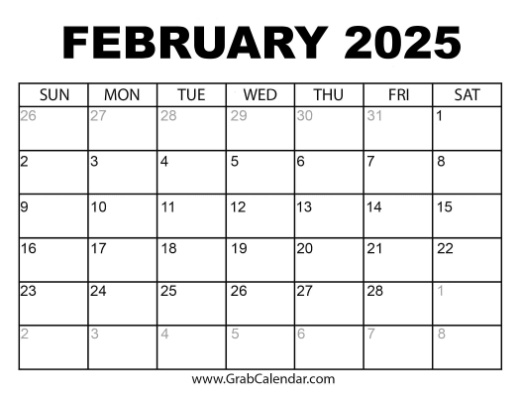 FEBRUARY 2025
SUN MON TUE WED THU FRI SAT
26 27 28 29 30 31 1
2 3 4 5 6 7 8
9 10 11 12 13 14 15
16 17 18 19 20 21 22
23 24 25 26 27 28 1
2 3 4 5 6 7 8
www.GrabCalendar.com